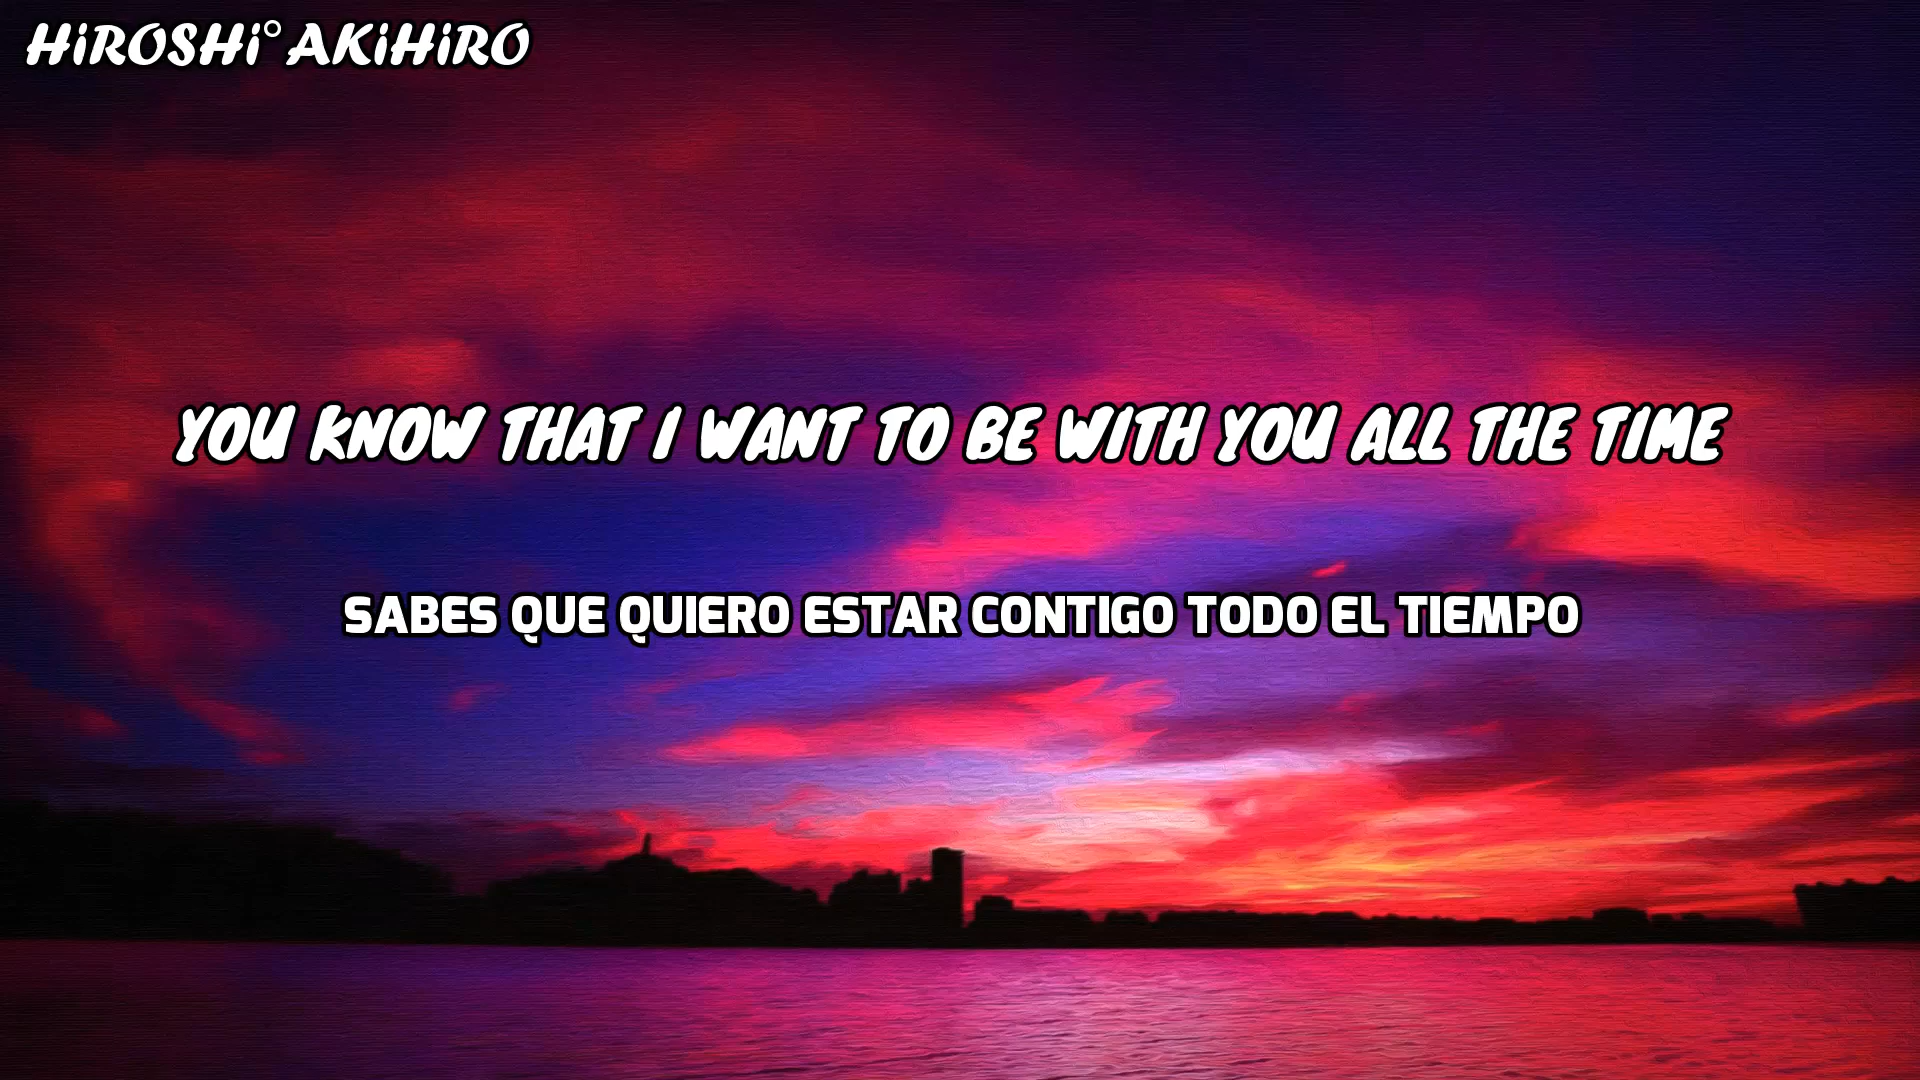 HiROSHi° AKiHiRO
YOU KNOW THAT I WANT TO BE WITH YOU ALL THE TIME
SABES QUE QUIERO ESTAR CONTIGO TODO EL TIEMPO